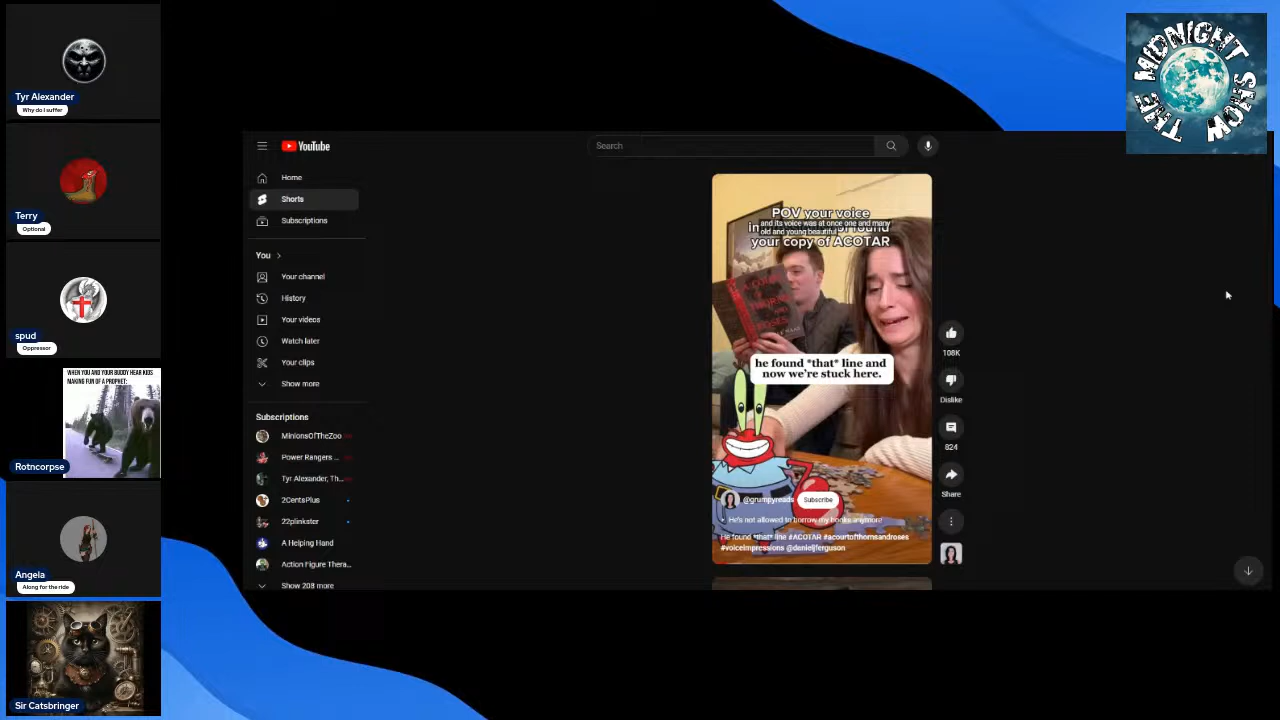 Tyr Alexander
Why do I suffer
Terry
Optional
spud
Oppressor
WHEN YOU AND YOUR BUDDY HEAR KIDS
MAKING FUN OF A PROPHET:
Rotncorpse
Angela
Along for the ride
Sir Catsbringer
THE MIDNIGHT SHOW
YouTube
Search
Home
Shorts
Subscriptions
You
Your channel
History
Your videos
Watch later
Your clips
Show more
Subscriptions
MinionsOfTheZoo
Power Rangers ...
Tyr Alexander, Th...
2CentsPlus
22plinkster
A Helping Hand
Action Figure Thera...
Show 208 more
POV your voice
and its voice was at once one and many
old and young beautiful
your copy of ACOTAR
A COURT OF
THORNS AND
ROSES
he found *that* line and
now we're stuck here.
@grumpyreads
Subscribe
He's not allowed to borrow my books anymore!
He found *that* line #ACOTAR #acourtofthornsandroses
#voiceimpressions @danieljferguson
108K
Dislike
824
Share